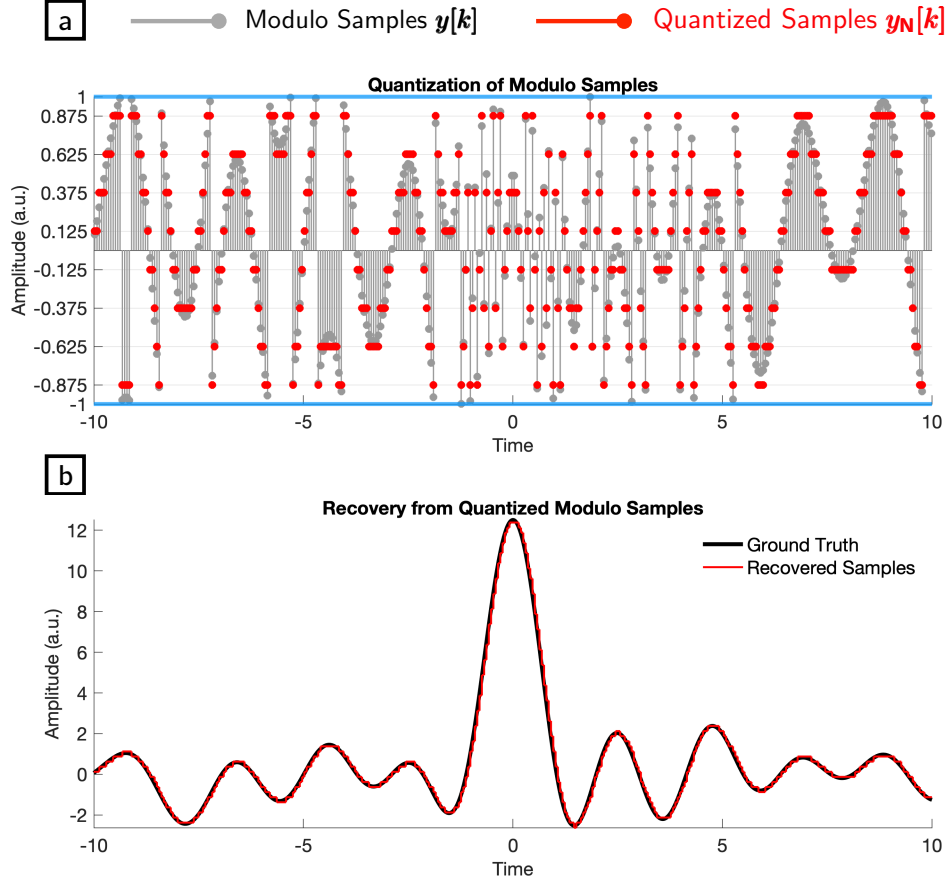 a
Modulo Samples y[k]
Quantized Samples y_N[k]
Quantization of Modulo Samples
1
0.875
0.625
0.375
0.125
-0.125
-0.375
-0.625
-0.875
-1
Amplitude (a.u.)
-10 -5 0 5 10
Time
b
Recovery from Quantized Modulo Samples
Ground Truth
Recovered Samples
12
10
8
6
4
2
0
-2
Amplitude (a.u.)
-10 -5 0 5 10
Time